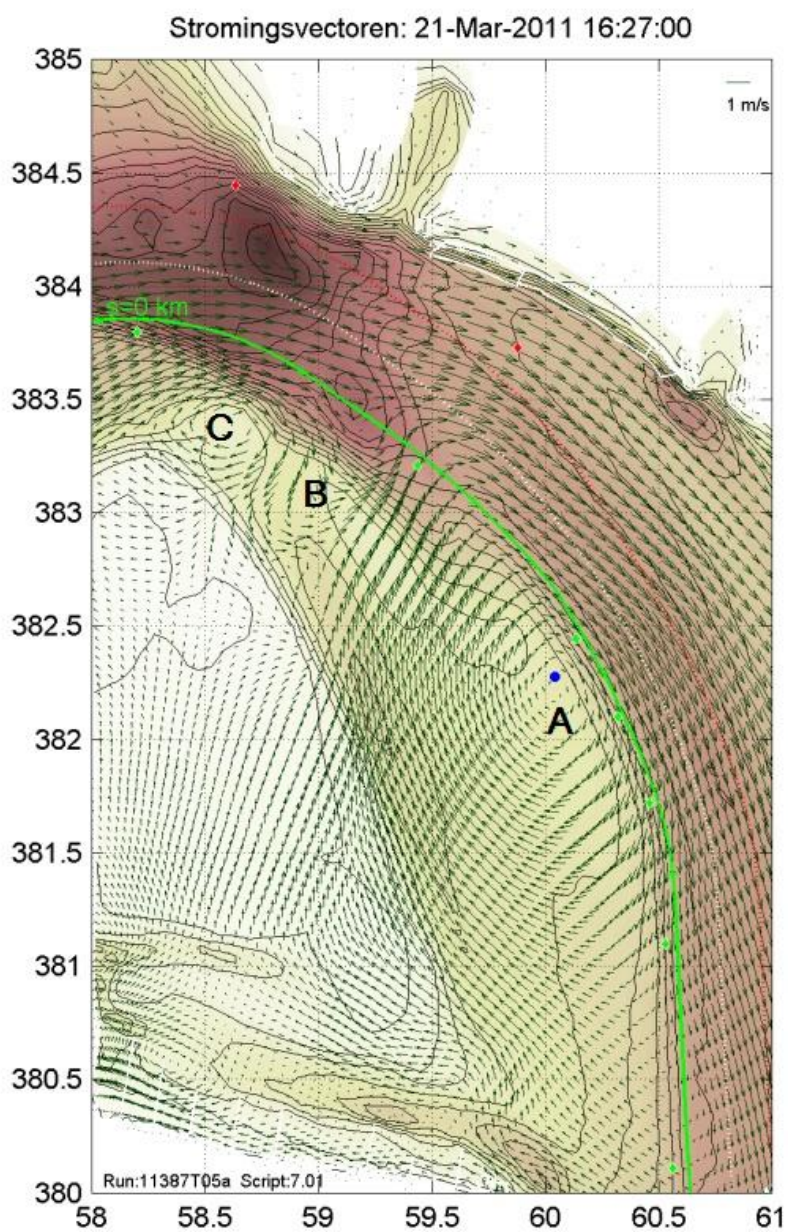 Stromingsvectoren: 21-Mar-2011 16:27:00
385
1 m/s
384.5
384
s=0 km
383.5
C
B
383
382.5
A
382
381.5
381
380.5
Run:11387T05a Script:7.01
380
58 58.5 59 59.5 60 60.5 61